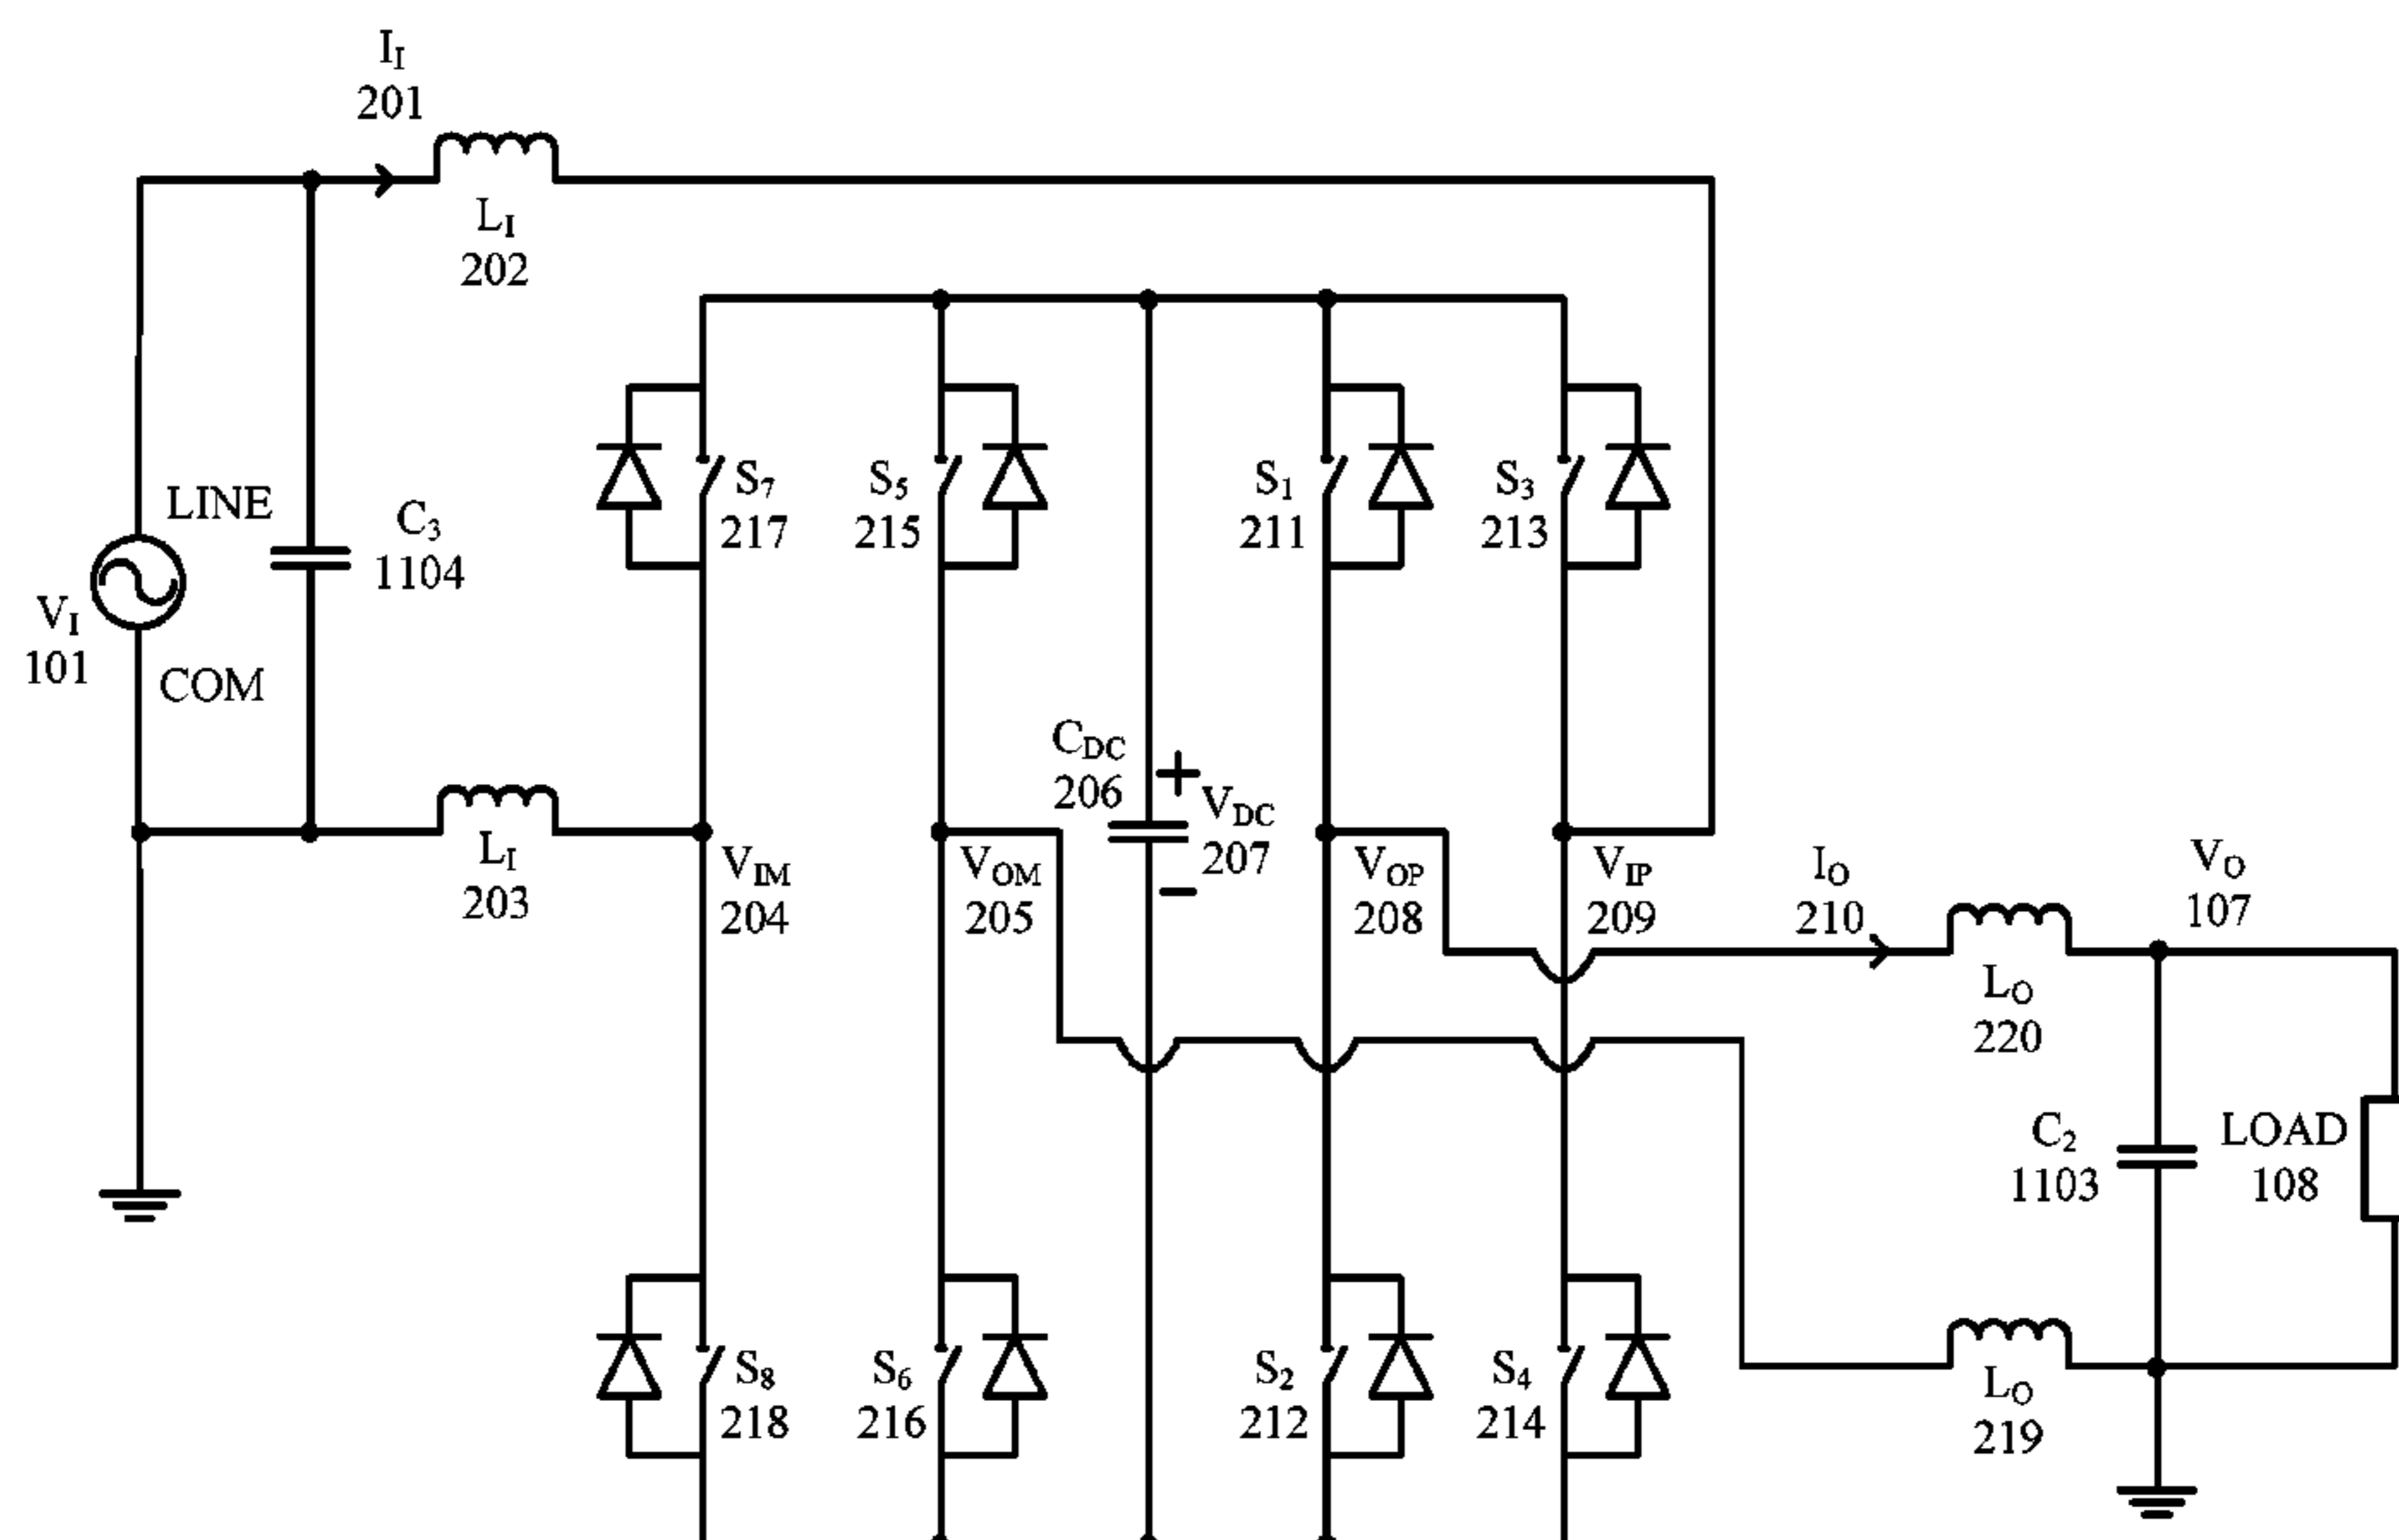 I_I
201
L_I
202
LINE
C_3
1104
V_I
101
COM
S_7
217
S_5
215
S_1
211
S_3
213
C_DC
206
+
V_DC
207
−
L_I
203
V_IM
204
V_OM
205
V_OP
208
V_IP
209
I_O
210
V_O
107
L_O
220
C_2
1103
LOAD
108
S_8
218
S_6
216
S_2
212
S_4
214
L_O
219